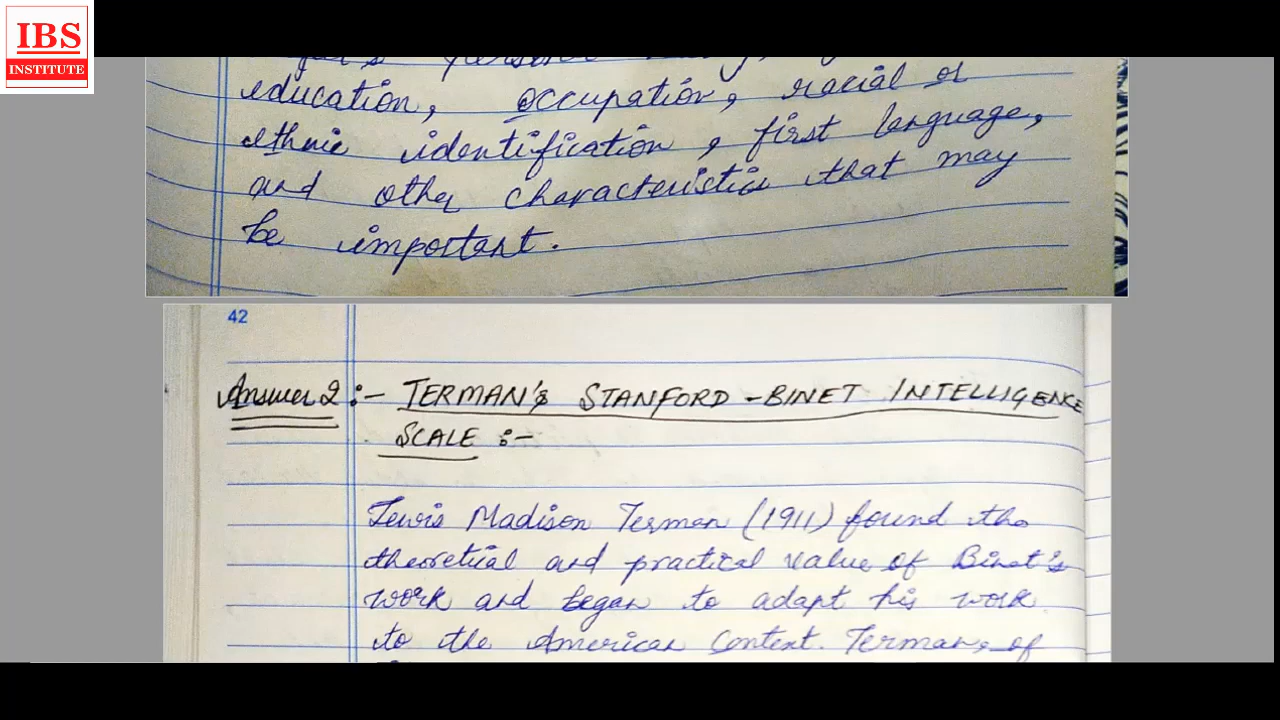 IBS
INSTITUTE
education, occupation, racial or
ethnic identification, first language,
and other characteristics that may
be important.
42
Answer 2 :- TERMAN'S STANFORD-BINET INTELLIGENCE
SCALE :-
Lewis Madison Terman (1911) found the
theoretical and practical value of Binet's
work and began to adapt his work
to the American Context. Terman, of